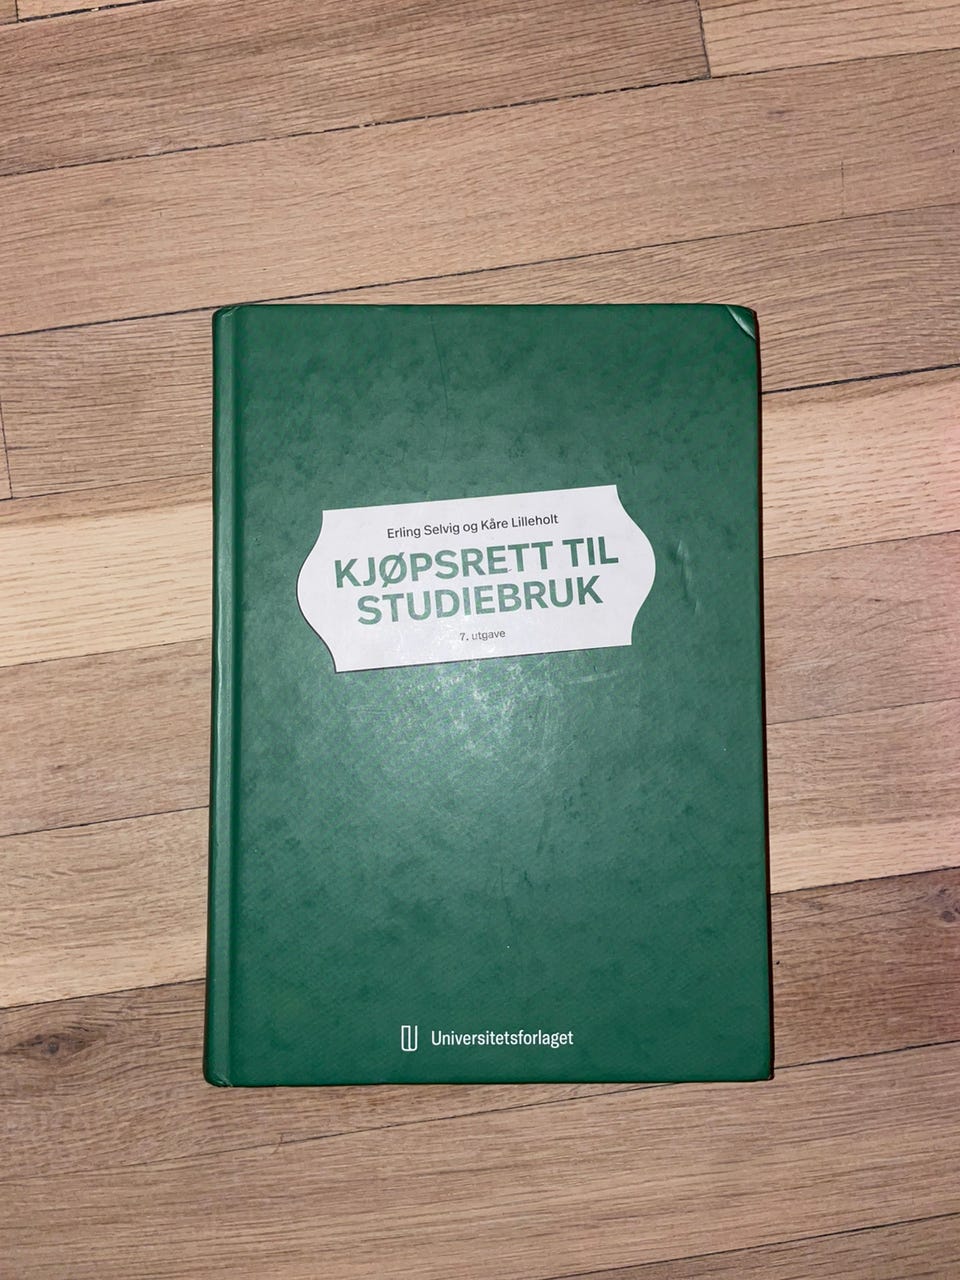 Erling Selvig og Kåre Lilleholt
KJØPSRETT TIL
STUDIEBRUK
7. utgave
Universitetsforlaget